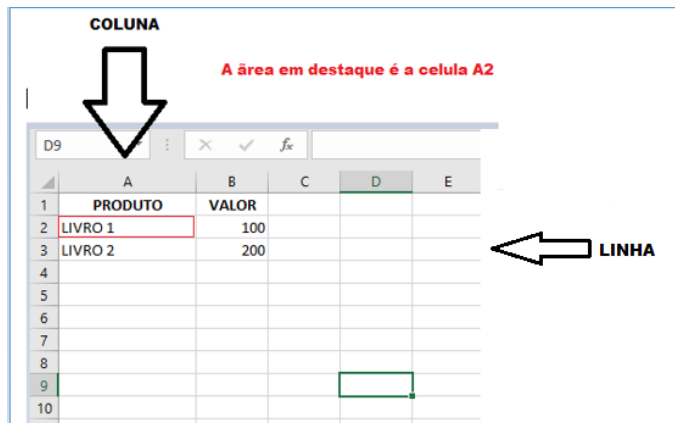 COLUNA
A ãrea em destaque é a celula A2
D9 fx
A B C D E
1 PRODUTO VALOR
2 LIVRO 1 100
3 LIVRO 2 200
LINHA
4
5
6
7
8
9
10